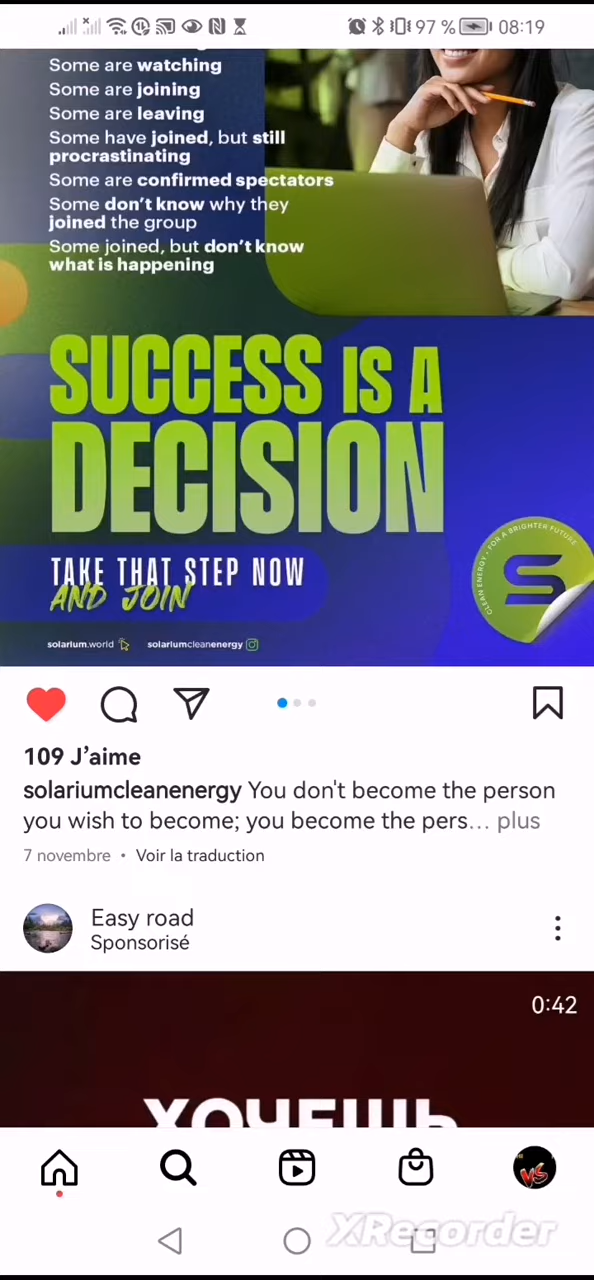 97 % 08:19
Some are watching
Some are joining
Some are leaving
Some have joined, but still
procrastinating
Some are confirmed spectators
Some don't know why they
joined the group
Some joined, but don't know
what is happening
SUCCESS IS A
DECISION
TAKE THAT STEP NOW
AND JOIN
CLEAN ENERGY • FOR A BRIGHTER FUTURE
S
solarium.world solariumcleanenergy
109 J’aime
solariumcleanenergy You don't become the person
you wish to become; you become the pers... plus
7 novembre • Voir la traduction
Easy road
Sponsorisé
0:42
ХОЧЕШЬ
VS
XRecorder